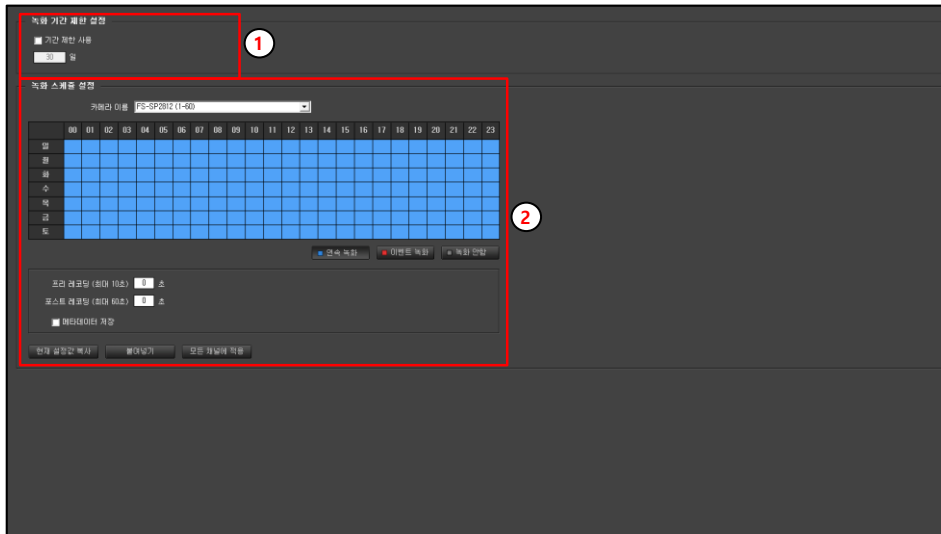 녹화 기간 제한 설정
기간 제한 사용
30 일
1
녹화 스케쥴 설정
카메라 이름 FS-SP2812 (1-60)
00 01 02 03 04 05 06 07 08 09 10 11 12 13 14 15 16 17 18 19 20 21 22 23
일
월
화
수
목
금
토
2
연속 녹화 이벤트 녹화 녹화 안함
프리 레코딩 (최대 10초) 0 초
포스트 레코딩 (최대 60초) 0 초
메타데이터 저장
현재 설정값 복사 붙여넣기 모든 채널에 적용